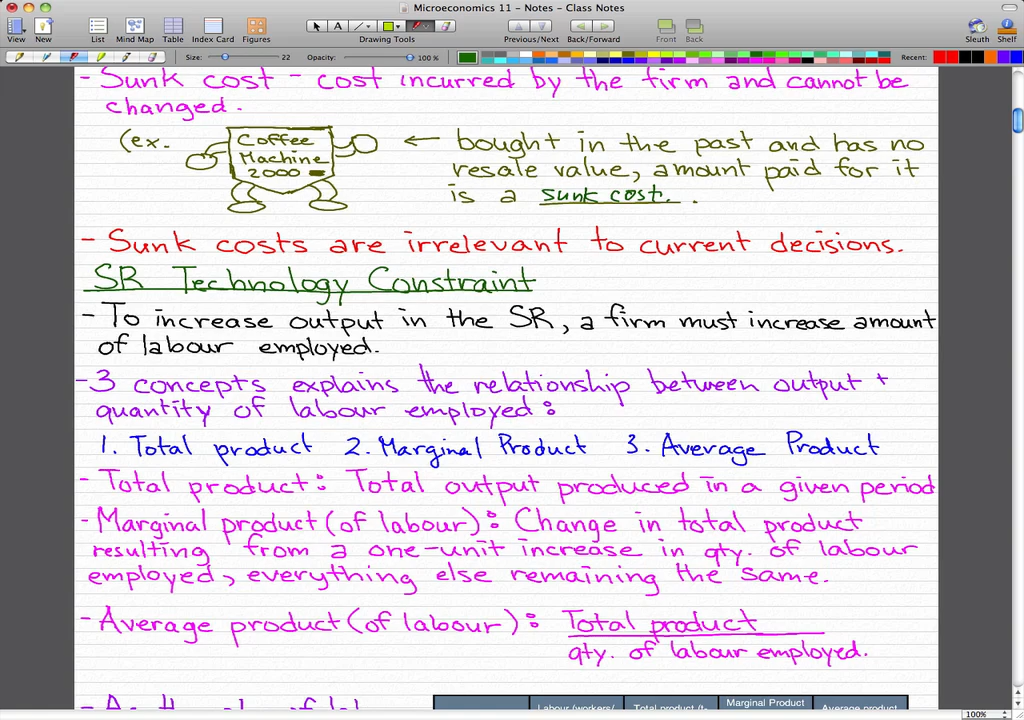 Microeconomics 11 - Notes - Class Notes
View New List Mind Map Table Index Card Figures Drawing Tools Previous/Next Back/Forward Front Back Sleuth Shelf
Size: 22 Opacity: 100 % Recent:
- Sunk cost - cost incurred by the firm and cannot be
changed.
(ex. Coffee Machine 2000 ← bought in the past and has no
resale value, amount paid for it
is a sunk cost. .
- Sunk costs are irrelevant to current decisions.
SR Technology Constraint
- To increase output in the SR, a firm must increase amount
of labour employed.
- 3 concepts explains the relationship between output +
quantity of labour employed:
1. Total product 2. Marginal Product 3. Average Product
- Total product: Total output produced in a given period
- Marginal product (of labour): Change in total product
resulting from a one-unit increase in qty. of labour
employed, everything else remaining the same.
- Average product (of labour): Total product
qty. of labour employed.
Labour (workers/ Total product (t- Marginal Product Average product
100%